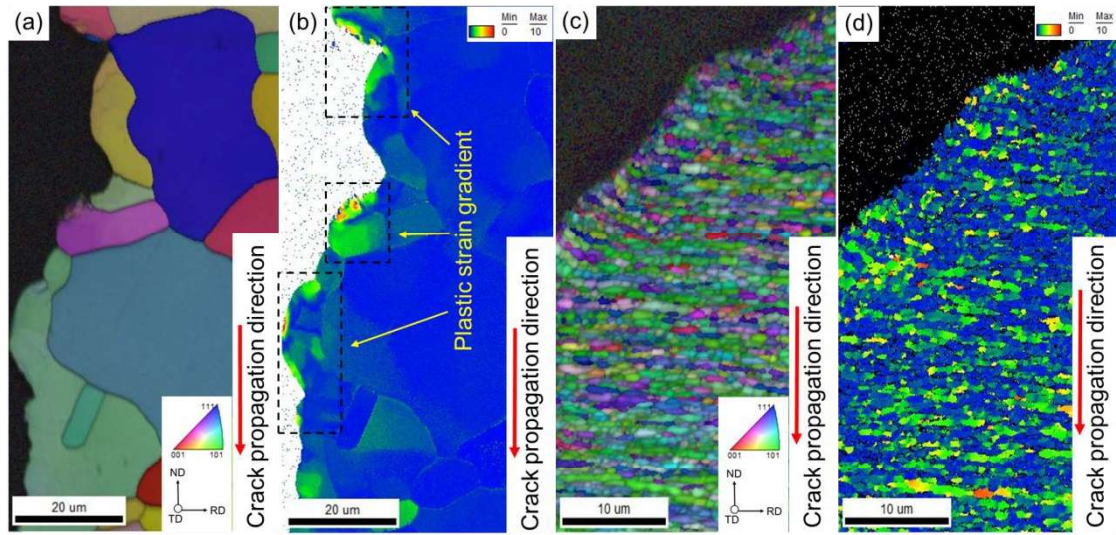 (a)
111
001 101
ND
TD RD
20 um
Crack propagation direction
(b)
Min Max
0 10
Plastic strain gradient
20 um
Crack propagation direction
(c)
111
001 101
ND
TD RD
10 um
Crack propagation direction
(d)
Min Max
0 10
10 um
Crack propagation direction